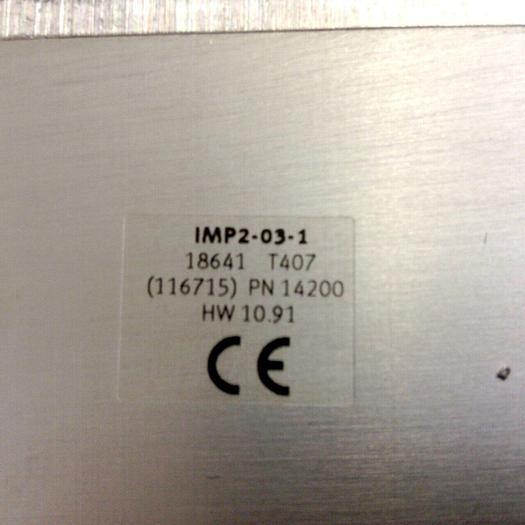 IMP2-03-1
18641 T407
(116715) PN 14200
HW 10.91
CE